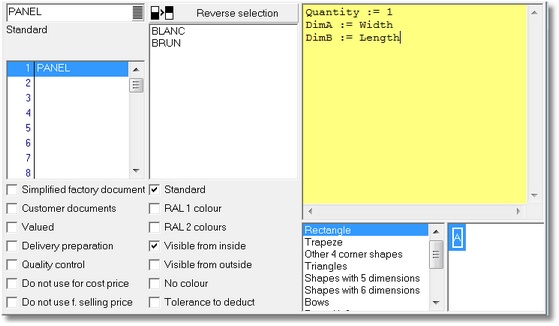 PANEL
Reverse selection
Standard
BLANC
BRUN
1 PANEL
2
3
4
5
6
7
8
Quantity := 1
DimA := Width
DimB := Length
Simplified factory document
Customer documents
Valued
Delivery preparation
Quality control
Do not use for cost price
Do not use f. selling price
Standard
RAL 1 colour
RAL 2 colours
Visible from inside
Visible from outside
No colour
Tolerance to deduct
Rectangle
Trapeze
Other 4 corner shapes
Triangles
Shapes with 5 dimensions
Shapes with 6 dimensions
Bows
A